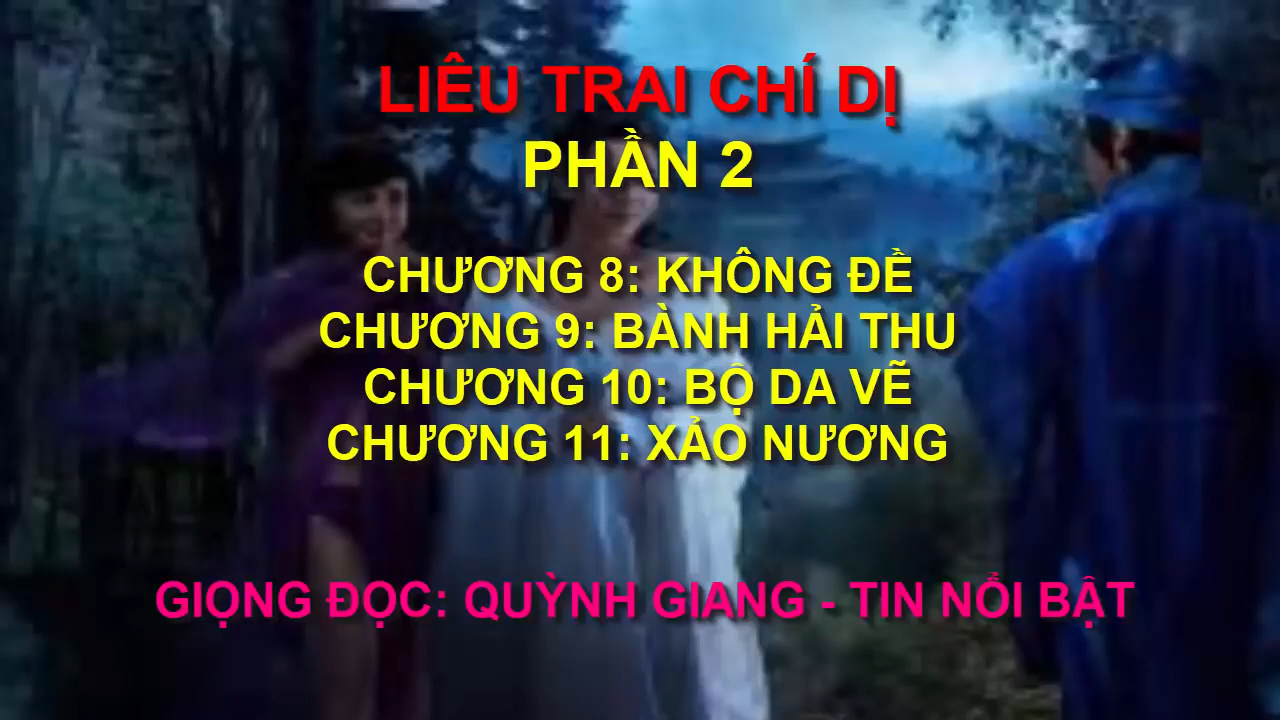 LIÊU TRAI CHÍ DỊ
PHẦN 2
CHƯƠNG 8: KHÔNG ĐỀ
CHƯƠNG 9: BÀNH HẢI THU
CHƯƠNG 10: BỘ DA VẼ
CHƯƠNG 11: XẢO NƯƠNG
GIỌNG ĐỌC: QUỲNH GIANG - TIN NỔI BẬT